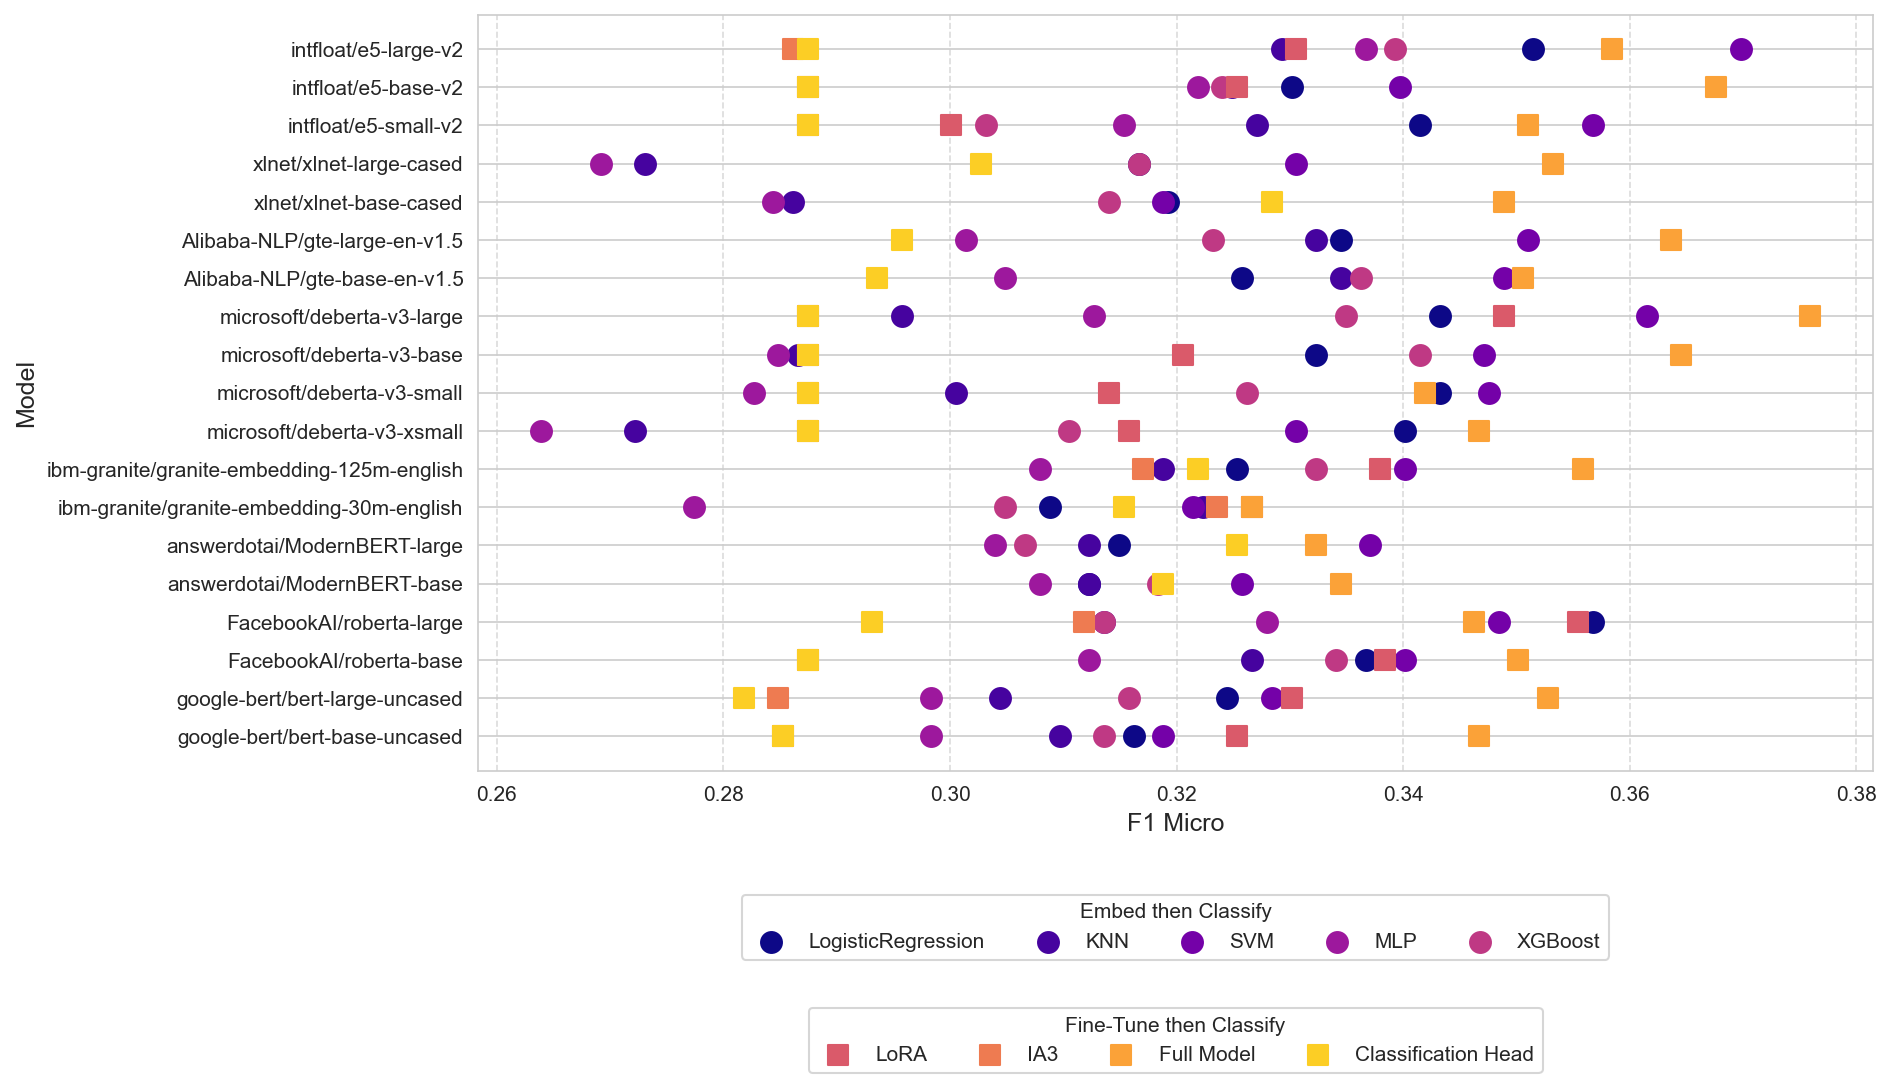 Model
intfloat/e5-large-v2
intfloat/e5-base-v2
intfloat/e5-small-v2
xlnet/xlnet-large-cased
xlnet/xlnet-base-cased
Alibaba-NLP/gte-large-en-v1.5
Alibaba-NLP/gte-base-en-v1.5
microsoft/deberta-v3-large
microsoft/deberta-v3-base
microsoft/deberta-v3-small
microsoft/deberta-v3-xsmall
ibm-granite/granite-embedding-125m-english
ibm-granite/granite-embedding-30m-english
answerdotai/ModernBERT-large
answerdotai/ModernBERT-base
FacebookAI/roberta-large
FacebookAI/roberta-base
google-bert/bert-large-uncased
google-bert/bert-base-uncased
0.26 0.28 0.30 0.32 0.34 0.36 0.38
F1 Micro
Embed then Classify
LogisticRegression KNN SVM MLP XGBoost
Fine-Tune then Classify
LoRA IA3 Full Model Classification Head